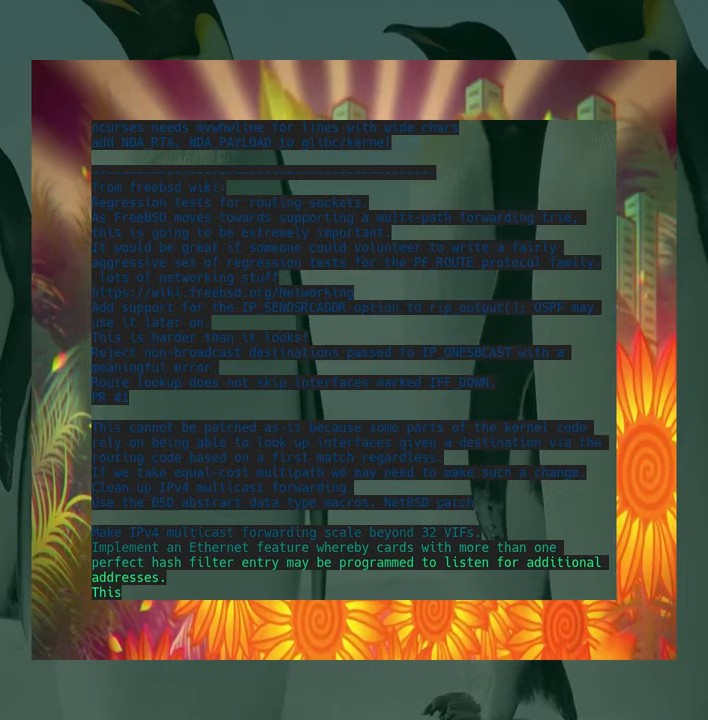 ncurses needs mvwhwline for lines with wide chars
add NDA_RTA, NDA_PAYLOAD to glibc/kernel
----------------------------------------------
from freebsd wiki:
Regression tests for routing sockets.
As FreeBSD moves towards supporting a multi-path forwarding trie,
this is going to be extremely important.
It would be great if someone could volunteer to write a fairly
aggressive set of regression tests for the PF_ROUTE protocol family.
lots of networking stuff
https://wiki.freebsd.org/Networking
Add support for the IP_SENDSRCADDR option to rip_output(); OSPF may
use it later on.
This is harder than it looks!
Reject non-broadcast destinations passed to IP_ONESBCAST with a
meaningful error.
Route lookup does not skip interfaces marked IFF_DOWN.
PR #1
This cannot be patched as-is because some parts of the kernel code
rely on being able to look up interfaces given a destination via the
routing code based on a first match regardless.
If we take equal-cost multipath we may need to make such a change.
Clean up IPv4 multicast forwarding
Use the BSD abstract data type macros. NetBSD patch
Make IPv4 multicast forwarding scale beyond 32 VIFs.
Implement an Ethernet feature whereby cards with more than one
perfect hash filter entry may be programmed to listen for additional
addresses.
This